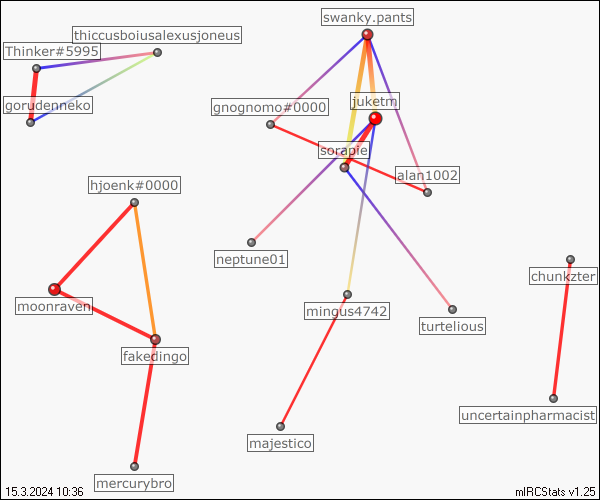 swanky.pants
thiccusboiusalexusjoneus
Thinker#5995
gorudenneko
gnognomo#0000
juketm
sorapie
alan1002
hjoenk#0000
neptune01
chunkzter
moonraven
mingus4742
turtelious
fakedingo
uncertainpharmacist
majestico
mercurybro
15.3.2024 10:36
mIRCStats v1.25